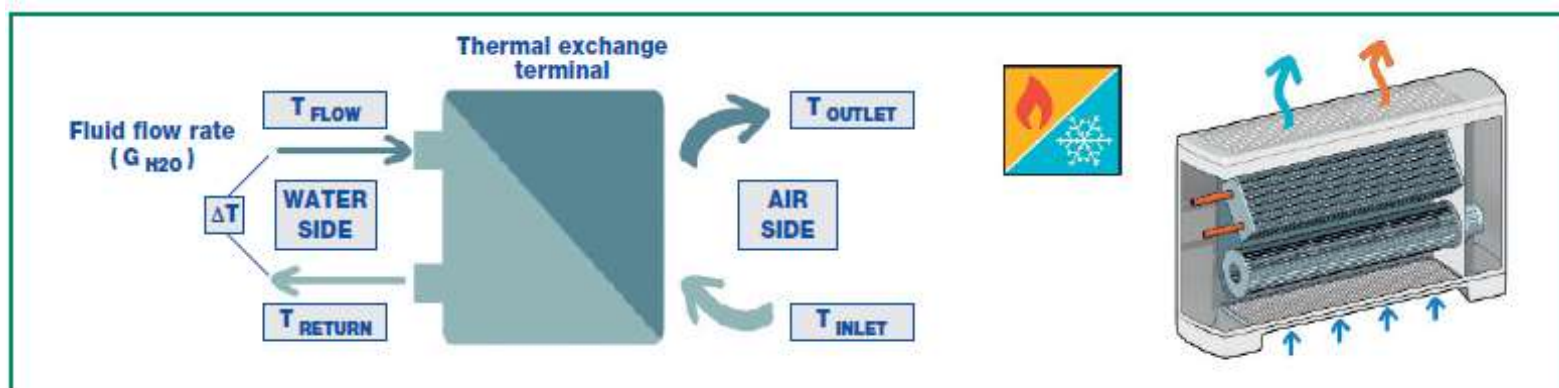 Thermal exchange
terminal
T FLOW
Fluid flow rate
( G H2O )
ΔT
WATER
SIDE
T RETURN
T OUTLET
AIR
SIDE
T INLET